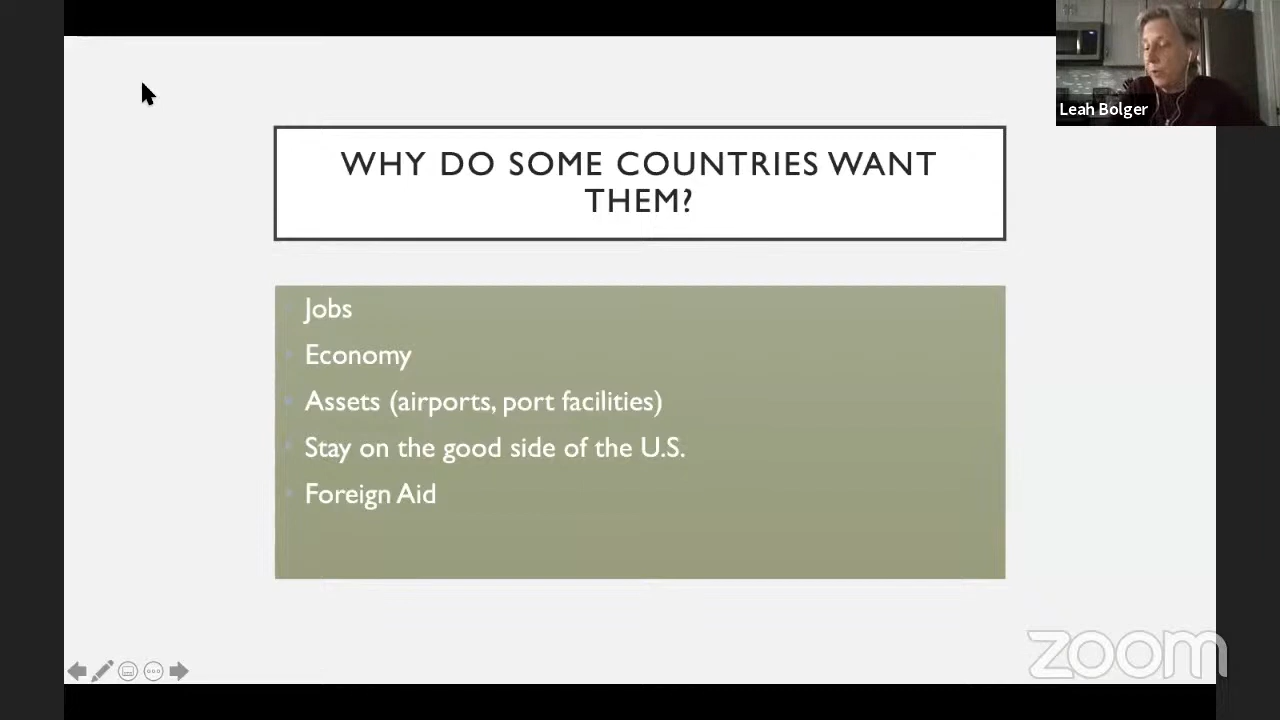 Leah Bolger
WHY DO SOME COUNTRIES WANT
THEM?
Jobs
Economy
Assets (airports, port facilities)
Stay on the good side of the U.S.
Foreign Aid
zoom